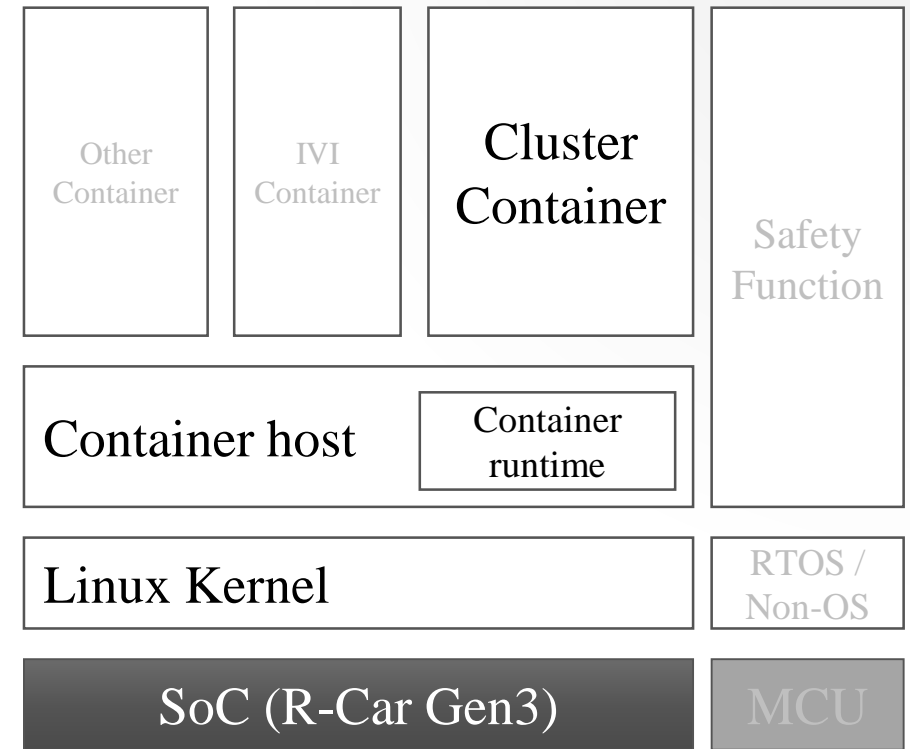 Other
Container
IVI
Container
Cluster
Container
Safety
Function
Container host
Container
runtime
Linux Kernel
RTOS /
Non-OS
SoC (R-Car Gen3)
MCU